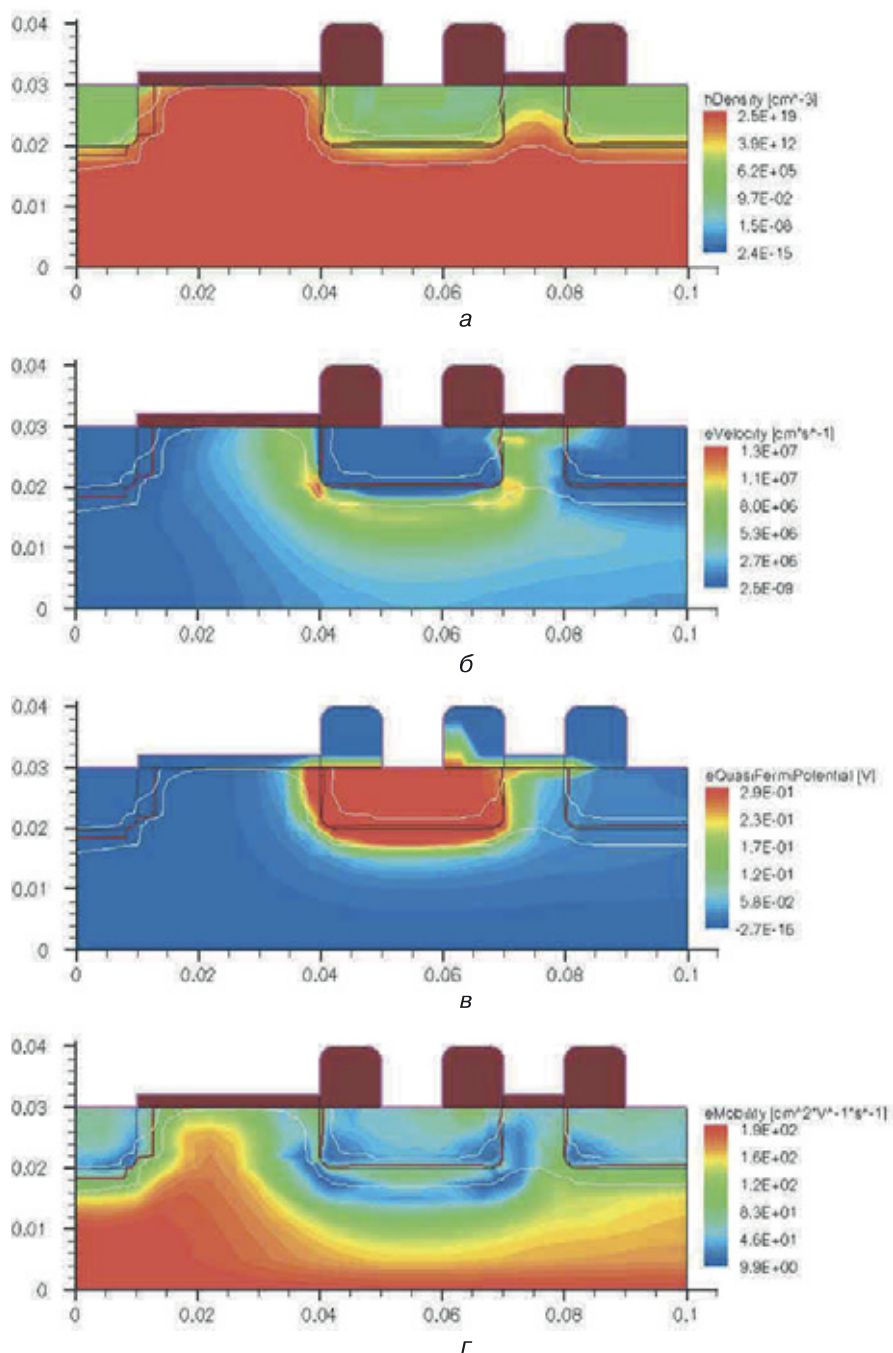 0.04
0.03
0.02
0.01
0
0 0.02 0.04 0.06 0.08 0.1
hDensity [cm^-3]
2.5E+19
3.9E+12
6.2E+05
9.7E-02
1.5E-08
2.4E-15
а
0.04
0.03
0.02
0.01
0
0 0.02 0.04 0.06 0.08 0.1
eVelocity [cm*s^-1]
1.3E+07
1.1E+07
8.0E+06
5.3E+06
2.7E+06
2.5E-09
б
0.04
0.03
0.02
0.01
0
0 0.02 0.04 0.06 0.08 0.1
eQuasiFermiPotential [V]
2.9E-01
2.3E-01
1.7E-01
1.2E-01
5.8E-02
-2.7E-16
в
0.04
0.03
0.02
0.01
0
0 0.02 0.04 0.06 0.08 0.1
eMobility [cm^2*V^-1*s^-1]
1.9E+02
1.6E+02
1.2E+02
8.3E+01
4.6E+01
9.9E+00
г